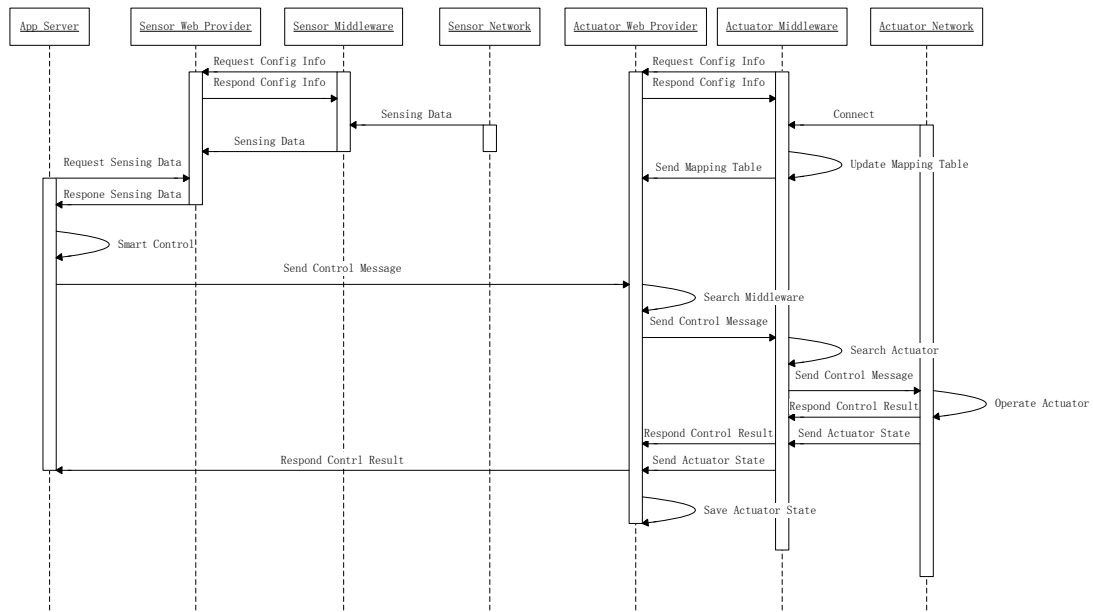 App Server
Sensor Web Provider
Sensor Middleware
Sensor Network
Actuator Web Provider
Actuator Middleware
Actuator Network
Request Config Info
Request Config Info
Respond Config Info
Respond Config Info
Sensing Data
Connect
Sensing Data
Request Sensing Data
Send Mapping Table
Update Mapping Table
Respone Sensing Data
Smart Control
Send Control Message
Search Middleware
Send Control Message
Search Actuator
Send Control Message
Operate Actuator
Respond Control Result
Respond Control Result
Send Actuator State
Respond Contrl Result
Send Actuator State
Save Actuator State